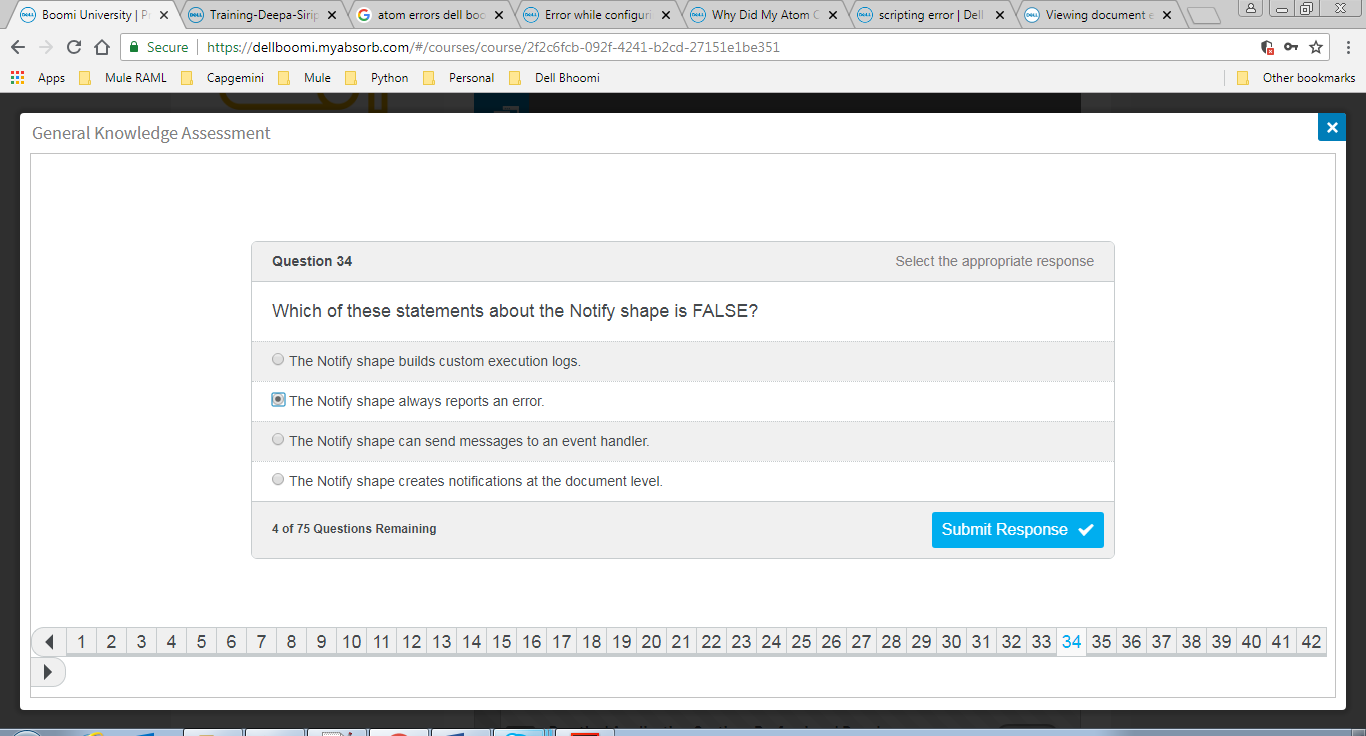 Boomi University | P
Training-Deepa-Sirip
atom errors dell boo
Error while configuri
Why Did My Atom C
scripting error | Dell
Viewing document e
Secure
https://dellboomi.myabsorb.com/#/courses/course/2f2c6fcb-092f-4241-b2cd-27151e1be351
Apps
Mule RAML
Capgemini
Mule
Python
Personal
Dell Bhoomi
Other bookmarks
General Knowledge Assessment
Question 34
Select the appropriate response
Which of these statements about the Notify shape is FALSE?
The Notify shape builds custom execution logs.
The Notify shape always reports an error.
The Notify shape can send messages to an event handler.
The Notify shape creates notifications at the document level.
4 of 75 Questions Remaining
Submit Response
1 2 3 4 5 6 7 8 9 10 11 12 13 14 15 16 17 18 19 20 21 22 23 24 25 26 27 28 29 30 31 32 33 34 35 36 37 38 39 40 41 42